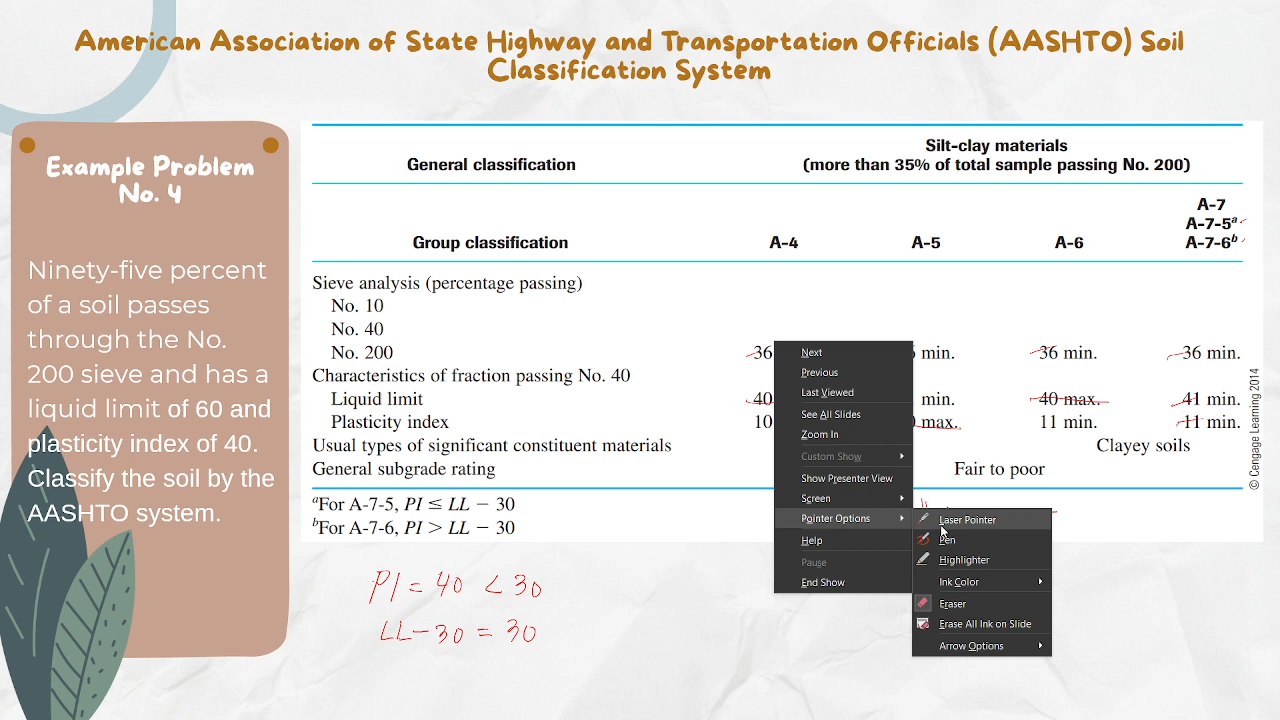 American Association of State Highway and Transportation Officials (AASHTO) Soil
Classification System
Example Problem
No. 4
Ninety-five percent
of a soil passes
through the No.
200 sieve and has a
liquid limit of 60 and
plasticity index of 40.
Classify the soil by the
AASHTO system.
General classification
Silt-clay materials
(more than 35% of total sample passing No. 200)
Group classification
A-4
A-5
A-6
A-7
A-7-5a
A-7-6b
Sieve analysis (percentage passing)
No. 10
No. 40
No. 200 36 min. 36 min. 36 min.
Characteristics of fraction passing No. 40
Liquid limit 40 min. 40 max. 41 min.
Plasticity index 10 max. 11 min. 11 min.
Usual types of significant constituent materials Clayey soils
General subgrade rating Fair to poor
aFor A-7-5, PI ≤ LL − 30
bFor A-7-6, PI > LL − 30
© Cengage Learning 2014
PI = 40 < 30
LL-30 = 30
Next
Previous
Last Viewed
See All Slides
Zoom In
Custom Show
Show Presenter View
Screen
Pointer Options
Help
Pause
End Show
Laser Pointer
Pen
Highlighter
Ink Color
Eraser
Erase All Ink on Slide
Arrow Options